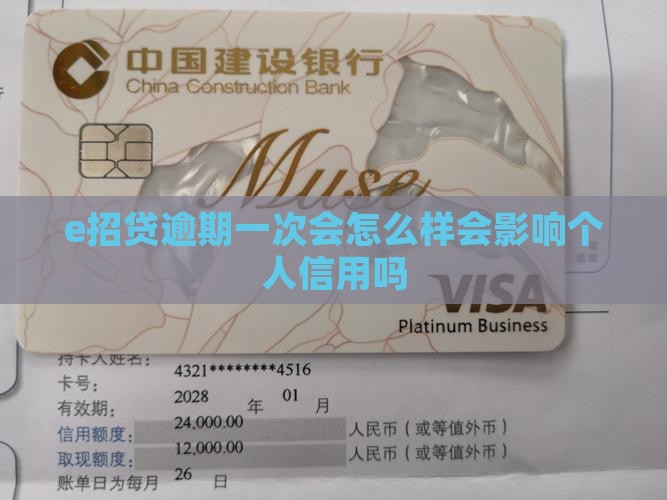 中国建设银行
China Construction Bank
Muse
e招贷逾期一次会怎么样会影响个
人信用吗
VISA
Platinum Business
持卡人姓名：
卡号： 4321********4516
有效期： 2028 年 01 月
信用额度： 24,000.00 人民币（或等值外币）
取现额度： 12,000.00 人民币（或等值外币）
账单日为每月 26 日